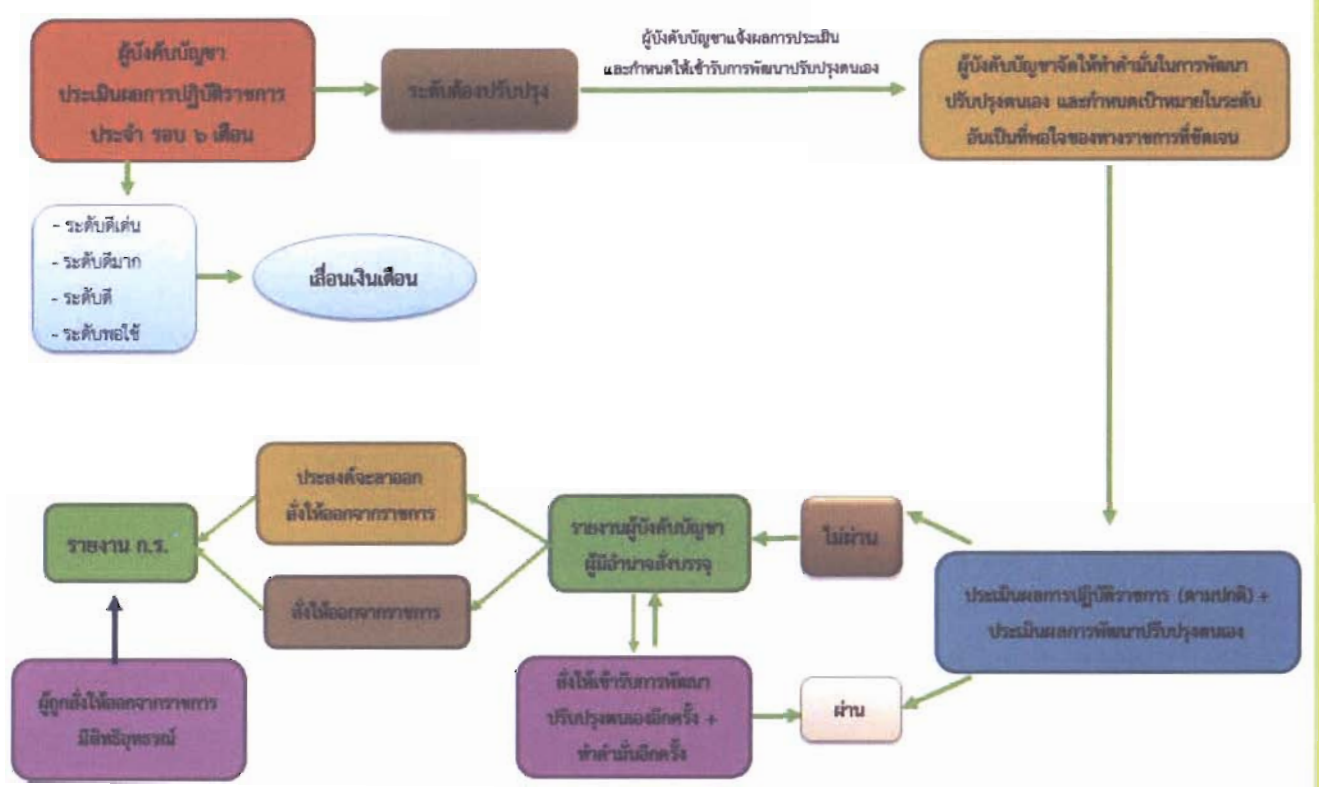 ผู้บังคับบัญชา
ประเมินผลการปฏิบัติราชการ
ประจำ รอบ ๖ เดือน
ระดับต้องปรับปรุง
ผู้บังคับบัญชาแจ้งผลการประเมิน
และกำหนดให้เข้ารับการพัฒนาปรับปรุงตนเอง
ผู้บังคับบัญชาจัดให้ทำคำมั่นในการพัฒนา
ปรับปรุงตนเอง และกำหนดเป้าหมายในระดับ
อันเป็นที่พอใจของทางราชการที่ชัดเจน
- ระดับดีเด่น
- ระดับดีมาก
- ระดับดี
- ระดับพอใช้
เลื่อนเงินเดือน
ประสงค์จะลาออก
สั่งให้ออกจากราชการ
รายงาน ก.ร.
สั่งให้ออกจากราชการ
รายงานผู้บังคับบัญชา
ผู้มีอำนาจสั่งบรรจุ
ไม่ผ่าน
ประเมินผลการปฏิบัติราชการ (ตามปกติ) +
ประเมินผลการพัฒนาปรับปรุงตนเอง
ผู้ถูกสั่งให้ออกจากราชการ
มีสิทธิอุทธรณ์
สั่งให้เข้ารับการพัฒนา
ปรับปรุงตนเองอีกครั้ง +
ทำคำมั่นอีกครั้ง
ผ่าน